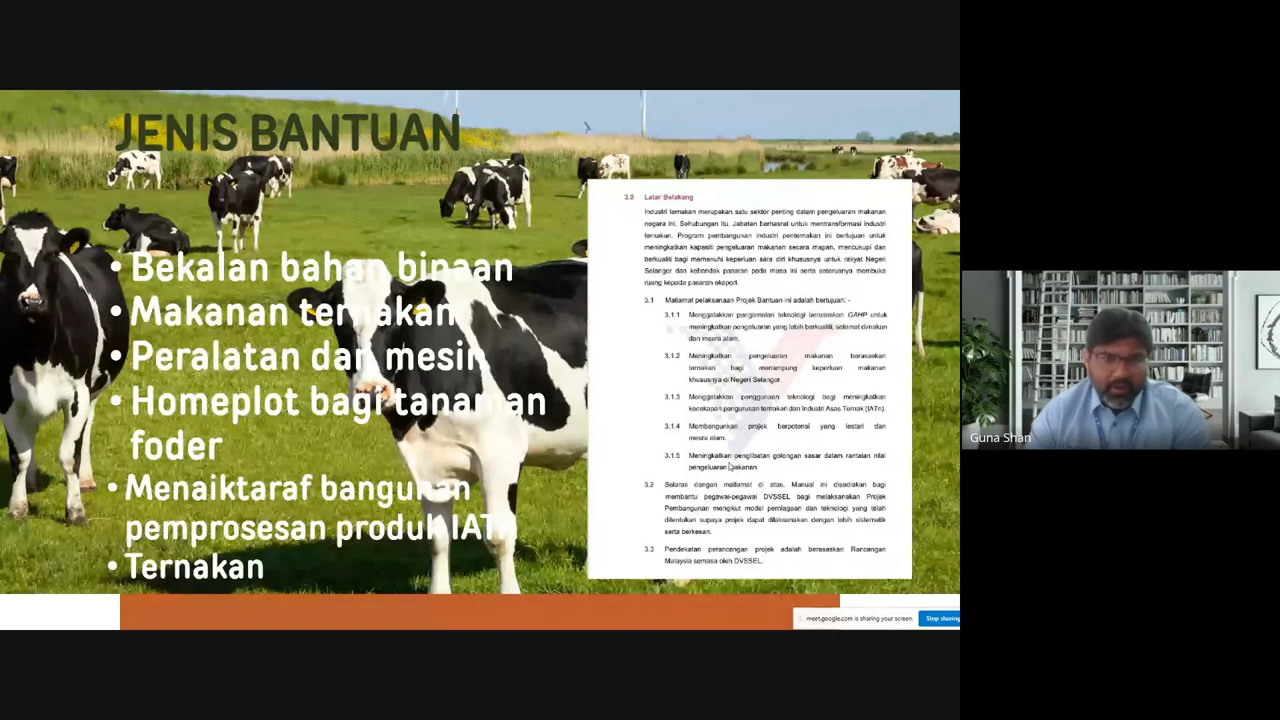 JENIS BANTUAN
• Bekalan bahan binaan
• Makanan ternakan
• Peralatan dan mesin
• Homeplot bagi tanaman
foder
• Menaiktaraf bangunan
pemprosesan produk IATn
• Ternakan
3.0 Latar Belakang
Industri ternakan merupakan satu sektor penting dalam pengeluaran makanan
negara ini. Sehubungan itu, Jabatan berhasrat untuk mentransformasi industri
ternakan. Program pembangunan industri penternakan ini bertujuan untuk
meningkatkan kapasiti pengeluaran makanan secara mapan, mencukupi dan
berkualiti bagi memenuhi keperluan sara diri khususnya untuk rakyat Negeri
Selangor dan kehendak pasaran pada masa ini serta seterusnya membuka
ruang kepada pasaran eksport.
3.1 Matlamat pelaksanaan Projek Bantuan ini adalah bertujuan: -
3.1.1 Menggalakkan pengamalan teknologi berasaskan GAHP untuk
meningkatkan pengeluaran yang lebih berkualiti, selamat dimakan
dan mesra alam.
3.1.2 Meningkatkan pengeluaran makanan berasaskan
ternakan bagi menampung keperluan makanan
khususnya di Negeri Selangor.
3.1.3 Menggalakkan penggunaan teknologi bagi meningkatkan
kecekapan pengurusan ternakan dan Industri Asas Ternak (IATn).
3.1.4 Membangunkan projek berpotensi yang lestari dan
mesra alam.
3.1.5 Meningkatkan penglibatan golongan sasar dalam rantaian nilai
pengeluaran makanan.
3.2 Selaras dengan matlamat di atas, Manual ini disediakan bagi
membantu pegawai-pegawai DVSSEL bagi melaksanakan Projek
Pembangunan mengikut model perniagaan dan teknologi yang telah
ditentukan supaya projek dapat dilaksanakan dengan lebih sistematik
serta berkesan.
3.3 Pendekatan perancangan projek adalah berasaskan Rancangan
Malaysia semasa oleh DVSSEL.
meet.google.com is sharing your screen.
Stop sharing
Guna Shan